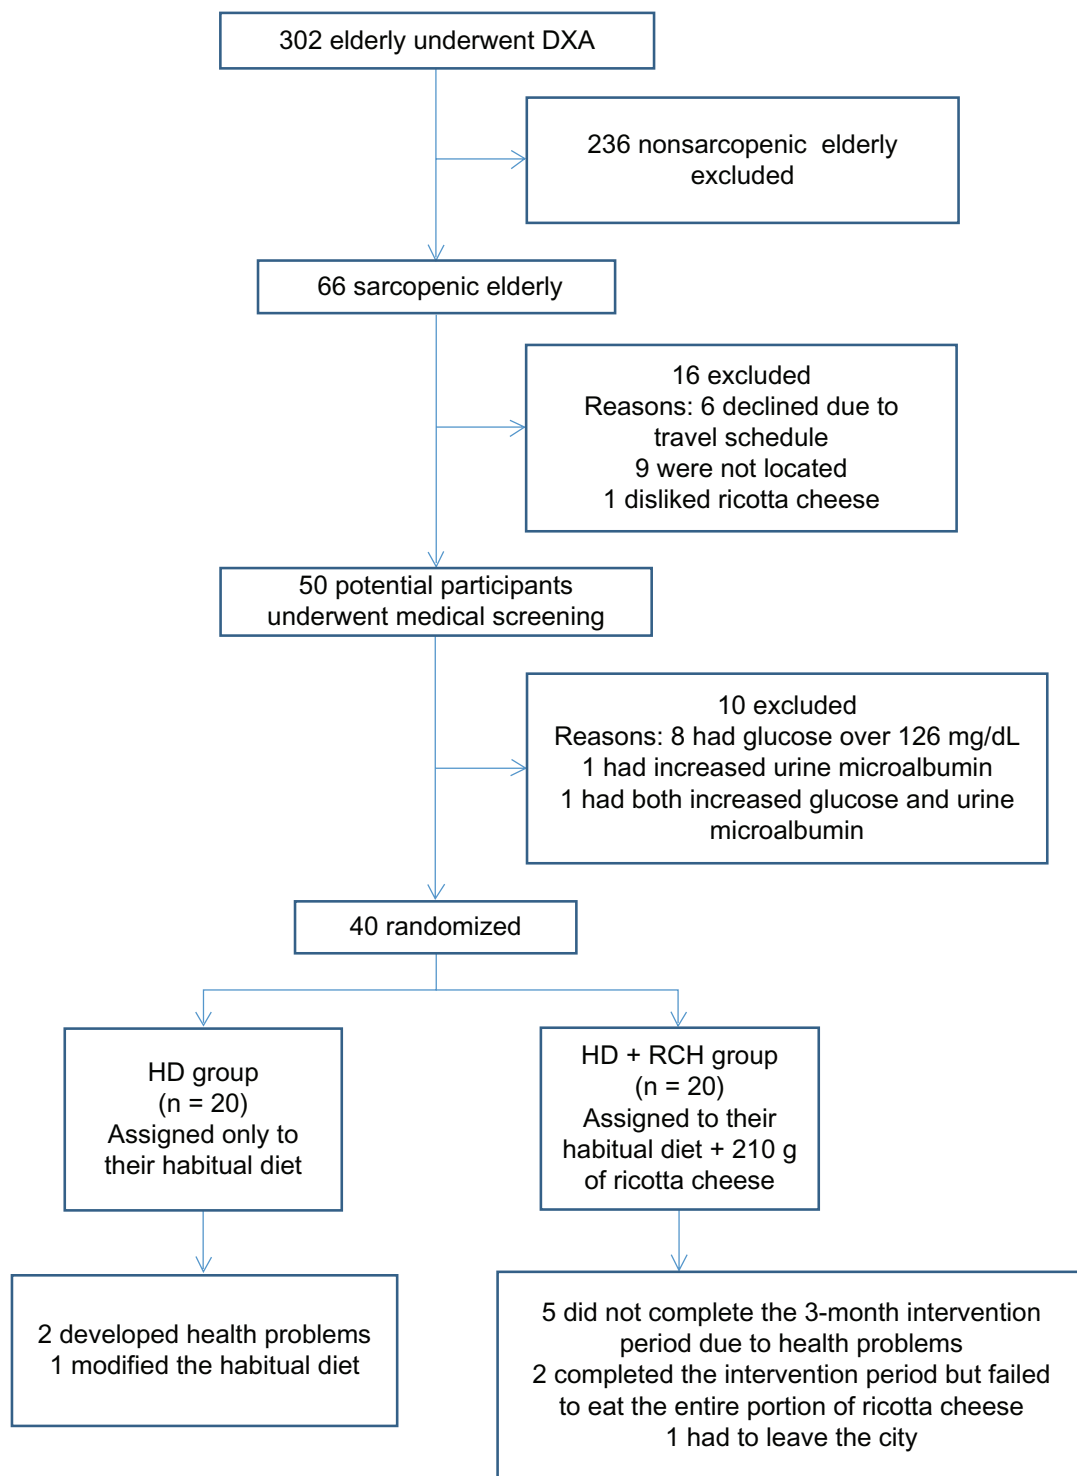 302 elderly underwent DXA
236 nonsarcopenic elderly
excluded
66 sarcopenic elderly
16 excluded
Reasons: 6 declined due to
travel schedule
9 were not located
1 disliked ricotta cheese
50 potential participants
underwent medical screening
10 excluded
Reasons: 8 had glucose over 126 mg/dL
1 had increased urine microalbumin
1 had both increased glucose and urine
microalbumin
40 randomized
HD group
(n = 20)
Assigned only to
their habitual diet
HD + RCH group
(n = 20)
Assigned to their
habitual diet + 210 g
of ricotta cheese
2 developed health problems
1 modified the habitual diet
5 did not complete the 3-month intervention
period due to health problems
2 completed the intervention period but failed
to eat the entire portion of ricotta cheese
1 had to leave the city